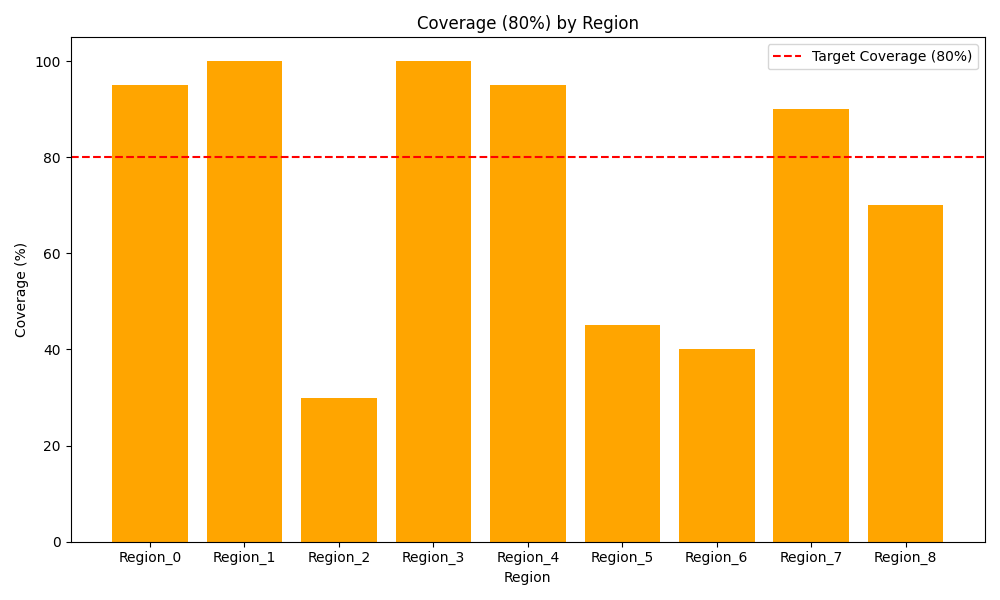 Coverage (80%) by Region
Target Coverage (80%)
Coverage (%)
100
80
60
40
20
0
Region_0 Region_1 Region_2 Region_3 Region_4 Region_5 Region_6 Region_7 Region_8
Region